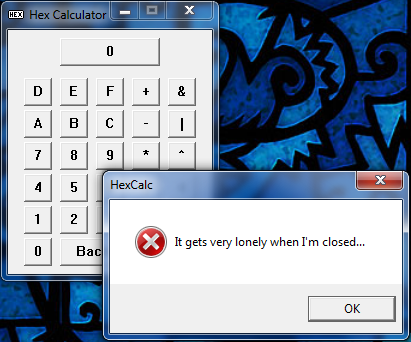 HEX Hex Calculator
0
D E F + &
A B C - |
7 8 9 * ^
4 5
1 2
0 Bac
HexCalc
It gets very lonely when I'm closed...
OK